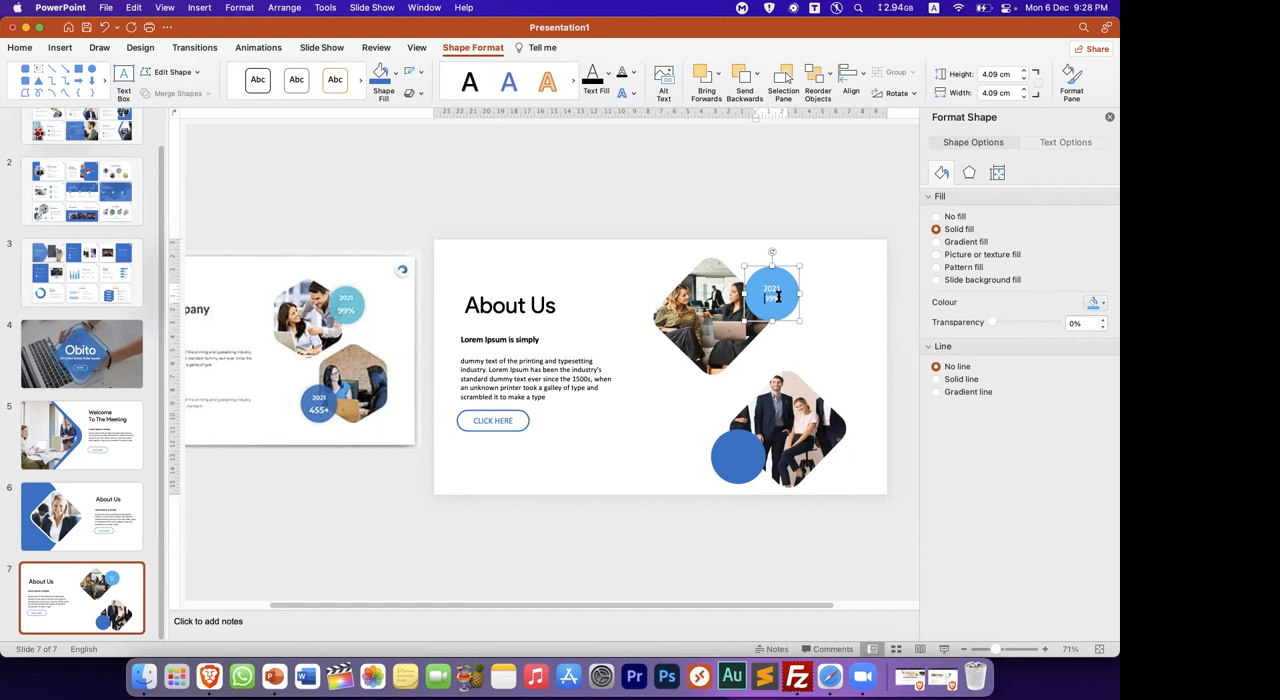 PowerPoint File Edit View Insert Format Arrange Tools Slide Show Window Help 2.94GB A Mon 6 Dec 9:28 PM
Presentation1
Home Insert Draw Design Transitions Animations Slide Show Review View Shape Format Tell me Share
Text Box
Edit Shape
Merge Shapes
Abc Abc Abc
Shape Fill
A A A
Text Fill
Alt Text
Bring Forwards
Send Backwards
Selection Pane
Reorder Objects
Align
Group
Rotate
Height: 4.09 cm
Width: 4.09 cm
Format Pane
2
3
4
Obito
5
Welcome
To The Meeting
6
About Us
7
About Us
pany
2021
99%
2021
455+
About Us
Lorem Ipsum is simply
dummy text of the printing and typesetting
industry. Lorem Ipsum has been the industry's
standard dummy text ever since the 1500s, when
an unknown printer took a galley of type and
scrambled it to make a type
CLICK HERE
2021
Format Shape
Shape Options Text Options
Fill
No fill
Solid fill
Gradient fill
Picture or texture fill
Pattern fill
Slide background fill
Colour
Transparency 0%
Line
No line
Solid line
Gradient line
Click to add notes
Slide 7 of 7 English Notes Comments 71%
W Pr Ps Au S Fz